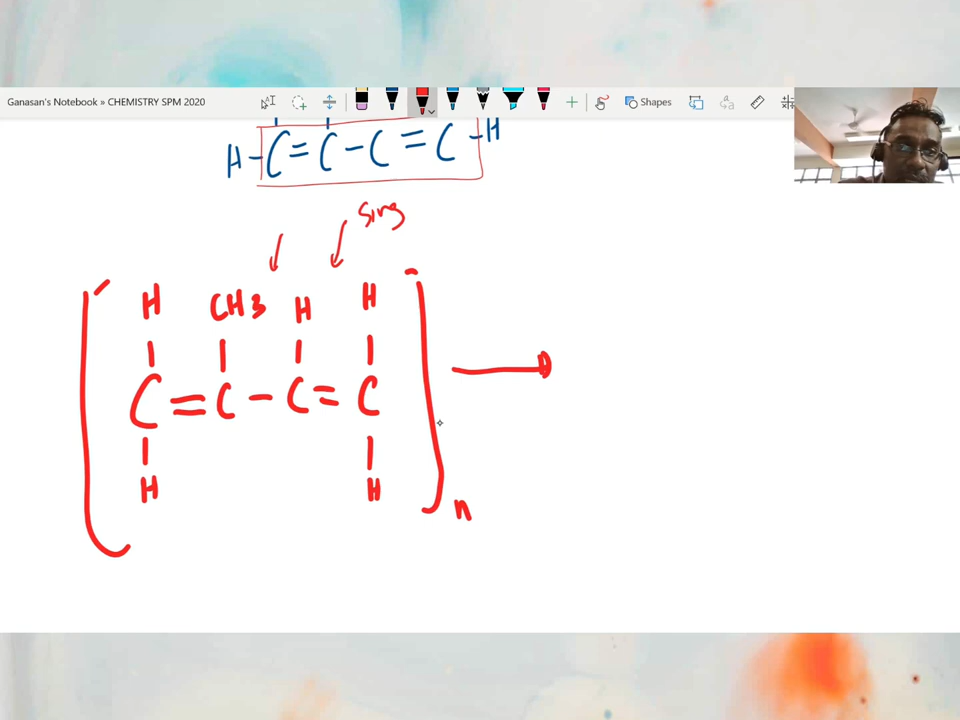 Ganasan's Notebook » CHEMISTRY SPM 2020
Shapes
H-C=C-C=C-H
Sing
H CH3 H H
C=C-C=C
H H
n